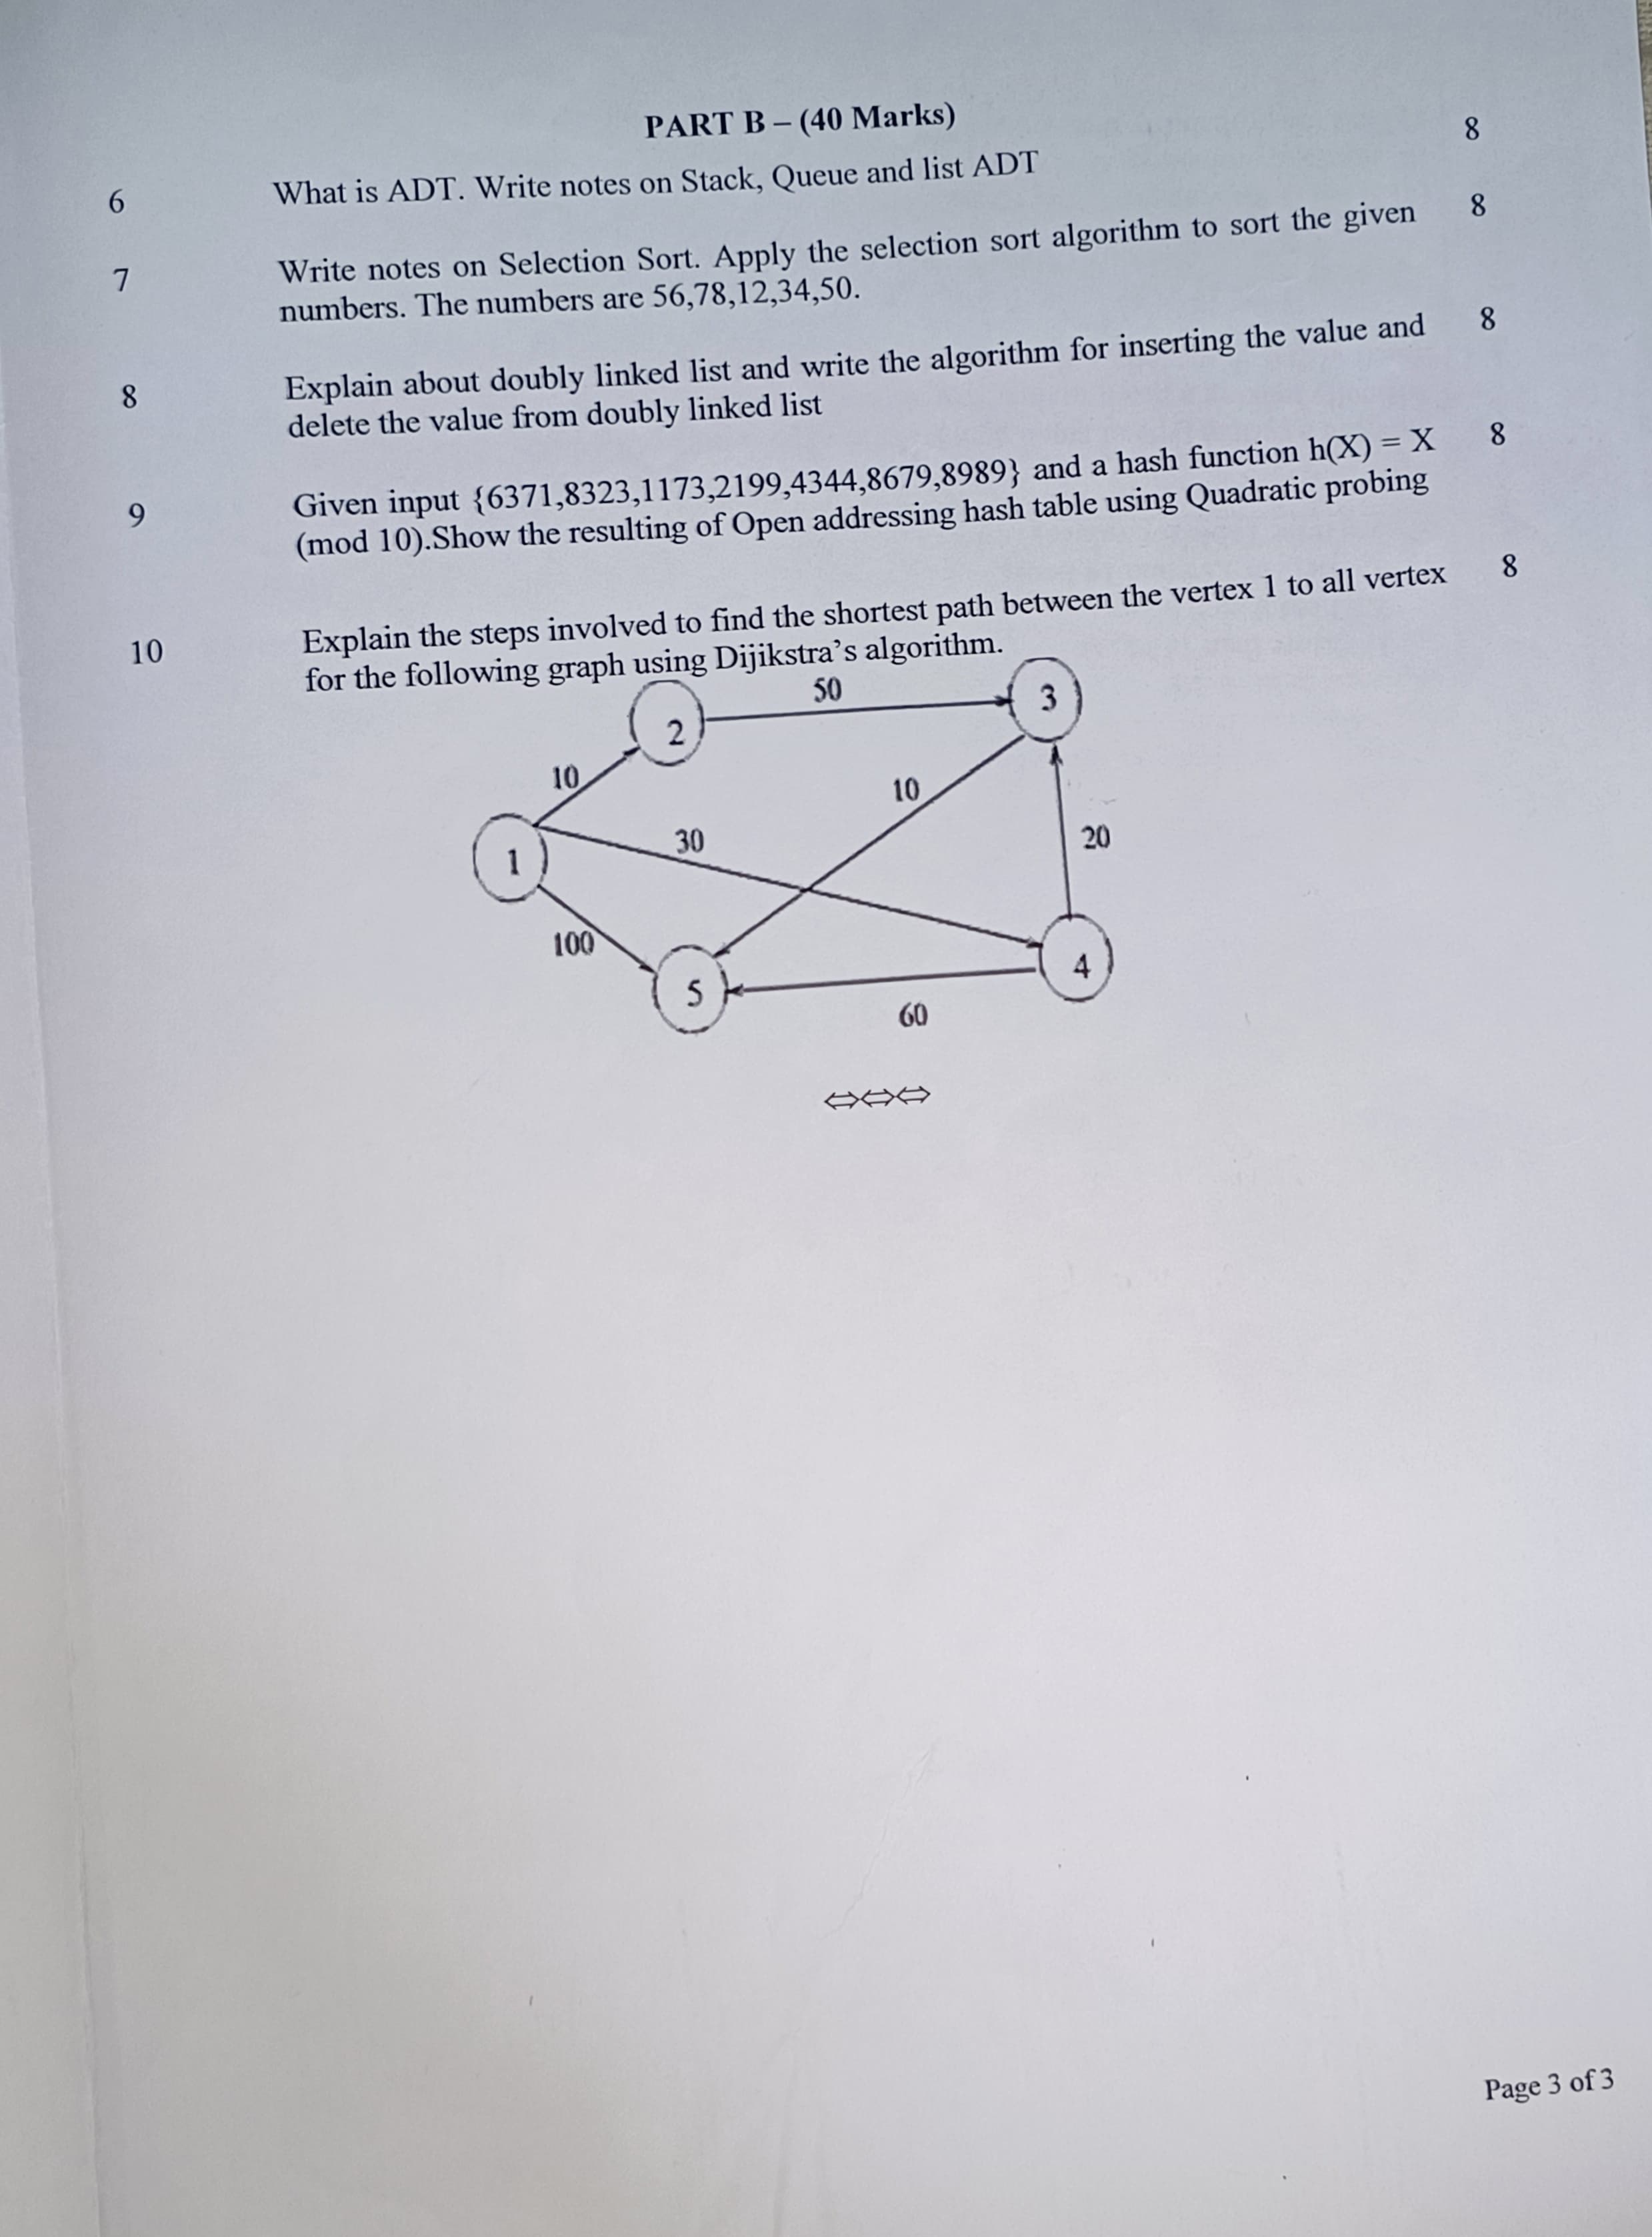 PART B – (40 Marks)
6 What is ADT. Write notes on Stack, Queue and list ADT 8
7 Write notes on Selection Sort. Apply the selection sort algorithm to sort the given 8
numbers. The numbers are 56,78,12,34,50.
8 Explain about doubly linked list and write the algorithm for inserting the value and 8
delete the value from doubly linked list
9 Given input {6371,8323,1173,2199,4344,8679,8989} and a hash function h(X) = X 8
(mod 10).Show the resulting of Open addressing hash table using Quadratic probing
10 Explain the steps involved to find the shortest path between the vertex 1 to all vertex 8
for the following graph using Dijikstra’s algorithm.
50
2
3
10
10
30
20
1
100
4
5
60
⇔⇔⇔
Page 3 of 3